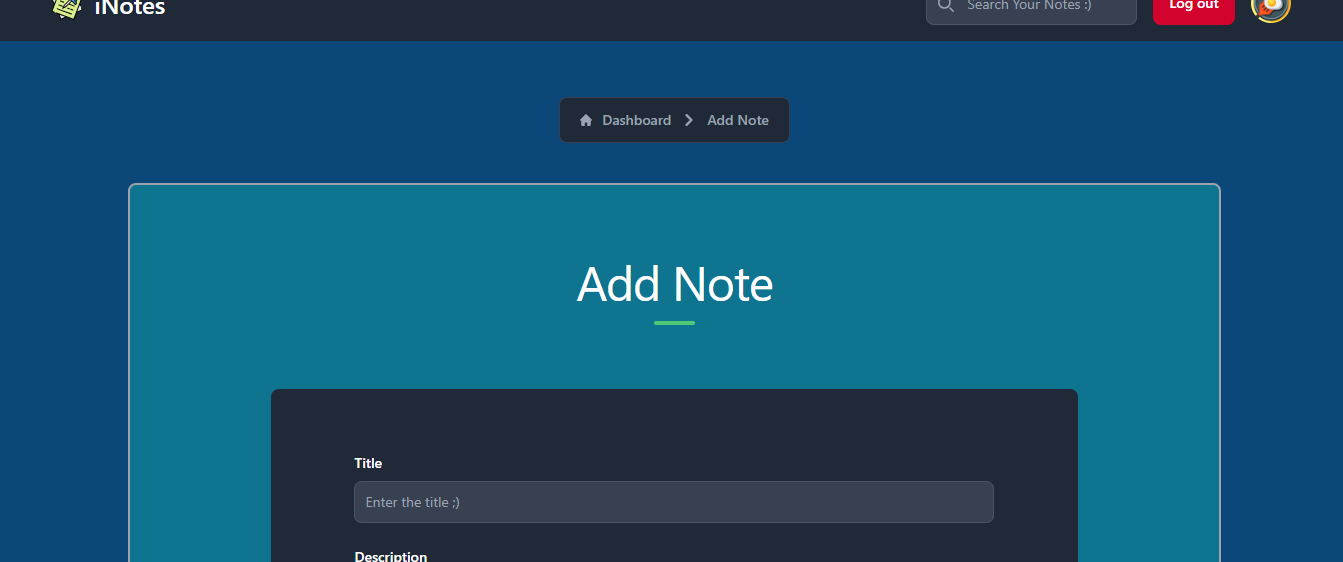 iNotes
Search Your Notes :)
Log out
Dashboard > Add Note
Add Note
Title
Enter the title ;)
Description